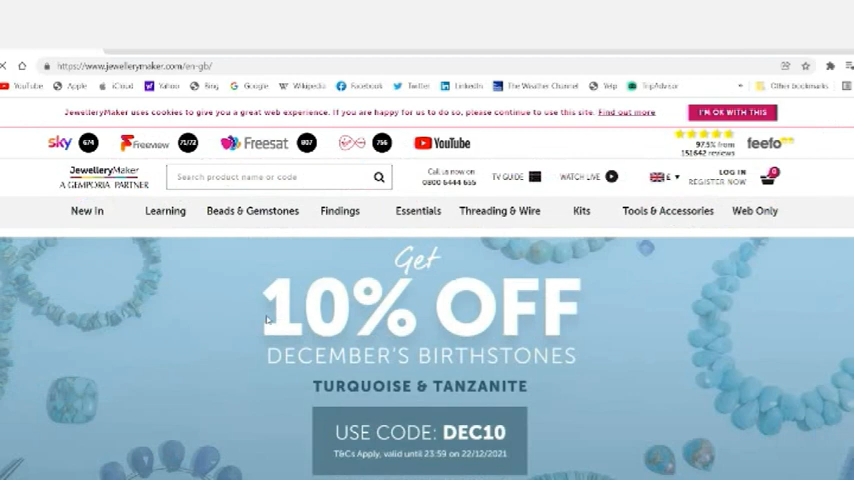 https://www.jewellerymaker.com/en-gb/
YouTube Apple iCloud Yahoo Bing Google Wikipedia Facebook Twitter LinkedIn The Weather Channel Yelp TripAdvisor Other bookmarks
JewelleryMaker uses cookies to give you a great web experience. If you are happy for us to do so, please continue to use this site. Find out more I'M OK WITH THIS
sky 674 Freeview 71/72 Freesat 807 756 YouTube 97.5% from 151642 reviews feefo
JewelleryMaker
A GEMPORIA PARTNER
Search product name or code
Call us now on
0800 6444 655
TV GUIDE WATCH LIVE £
LOG IN
REGISTER NOW
0
New In Learning Beads & Gemstones Findings Essentials Threading & Wire Kits Tools & Accessories Web Only
Get
10% OFF
DECEMBER'S BIRTHSTONES
TURQUOISE & TANZANITE
USE CODE: DEC10
T&Cs Apply, valid until 23:59 on 22/12/2021